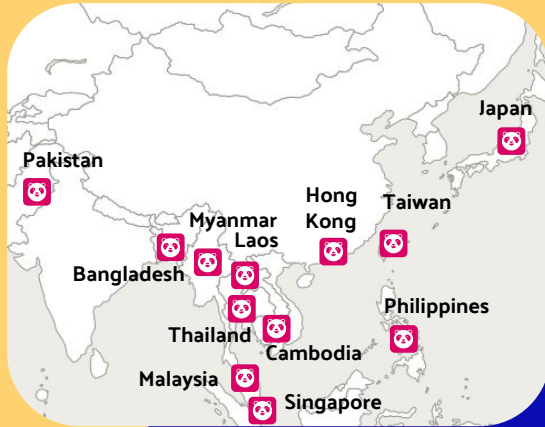 Japan
Pakistan
Hong
Kong
Taiwan
Myanmar
Laos
Bangladesh
Philippines
Thailand
Cambodia
Malaysia
Singapore